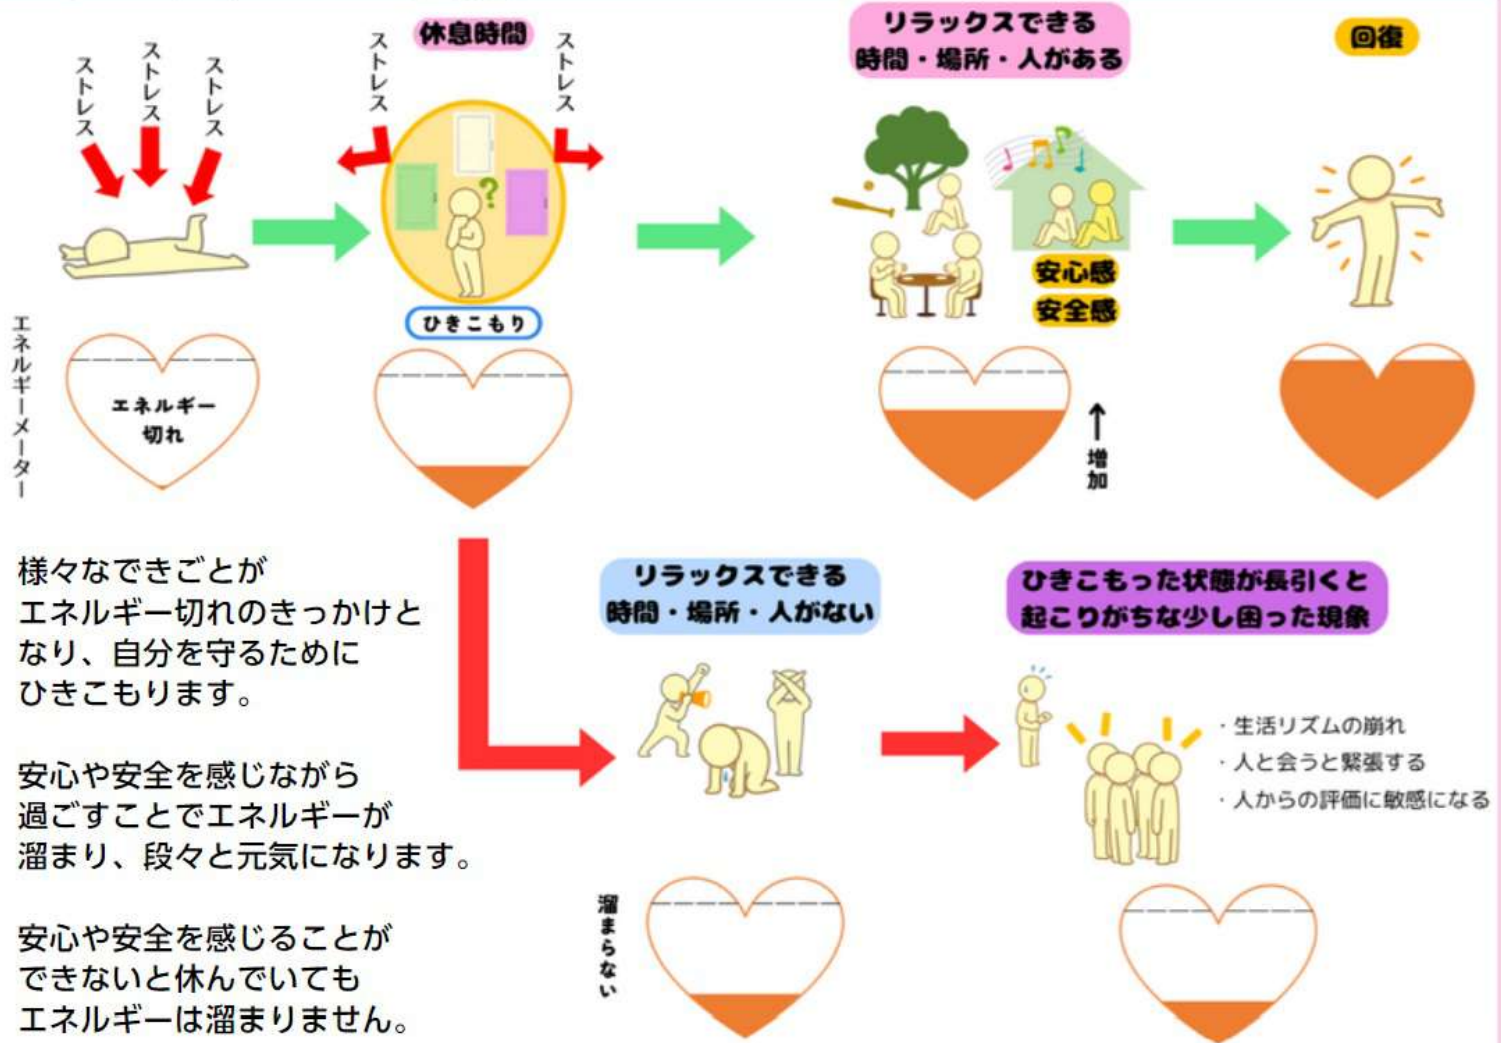 ストレス
ストレス
ストレス
ストレス
休息時間
ストレス
リラックスできる
時間・場所・人がある
回復
安心感
安全感
ひきこもり
エネルギーメーター
エネルギー
切れ
↑増加
様々なできごとが
エネルギー切れのきっかけと
なり、自分を守るために
ひきこもります。
安心や安全を感じながら
過ごすことでエネルギーが
溜まり、段々と元気になります。
安心や安全を感じることが
できないと休んでいても
エネルギーは溜まりません。
リラックスできる
時間・場所・人がない
ひきこもった状態が長引くと
起こりがちな少し困った現象
・生活リズムの崩れ
・人と会うと緊張する
・人からの評価に敏感になる
溜まらない